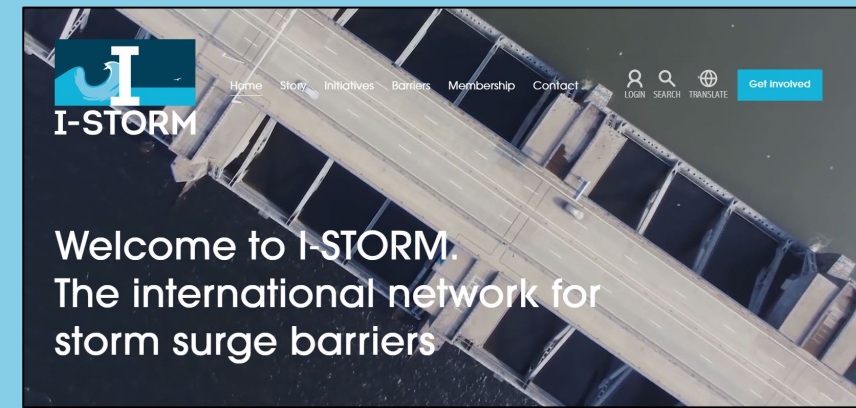 I-STORM
Home Story Initiatives Barriers Membership Contact
LOGIN SEARCH TRANSLATE
Get involved
Welcome to I-STORM.
The international network for
storm surge barriers